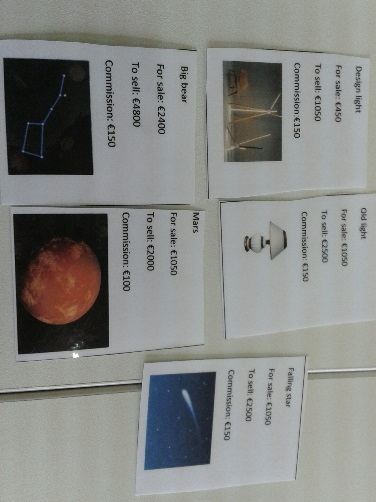 Big bear
For sale: €2400
To sell: €4800
Commission: €150
Design light
For sale: €450
To sell: €1050
Commission:€150
Mars
For sale: €1050
To sell: €2000
Commission: €100
Old light
For sale: €1050
To sell: €2500
Commission: €150
Falling star
For sale: €1050
To sell: €2500
Commission: €150